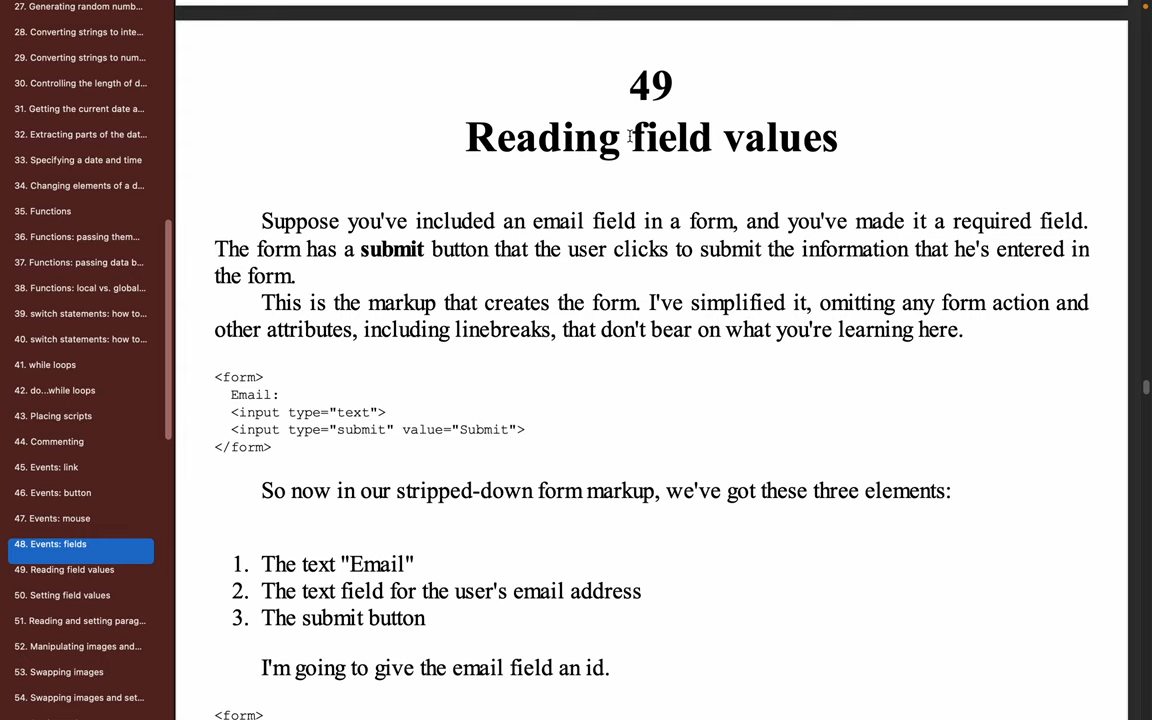 27. Generating random numb...
28. Converting strings to inte...
29. Converting strings to num...
30. Controlling the length of d...
31. Getting the current date a...
32. Extracting parts of the dat...
33. Specifying a date and time
34. Changing elements of a d...
35. Functions
36. Functions: passing them...
37. Functions: passing data b...
38. Functions: local vs. global...
39. switch statements: how to...
40. switch statements: how to...
41. while loops
42. do...while loops
43. Placing scripts
44. Commenting
45. Events: link
46. Events: button
47. Events: mouse
48. Events: fields
49. Reading field values
50. Setting field values
51. Reading and setting parag...
52. Manipulating images and...
53. Swapping images
54. Swapping images and set...
49
Reading field values
Suppose you've included an email field in a form, and you've made it a required field.
The form has a submit button that the user clicks to submit the information that he's entered in
the form.
This is the markup that creates the form. I've simplified it, omitting any form action and
other attributes, including linebreaks, that don't bear on what you're learning here.
<form>
Email:
<input type="text">
<input type="submit" value="Submit">
</form>
So now in our stripped-down form markup, we've got these three elements:
1. The text "Email"
2. The text field for the user's email address
3. The submit button
I'm going to give the email field an id.
<form>